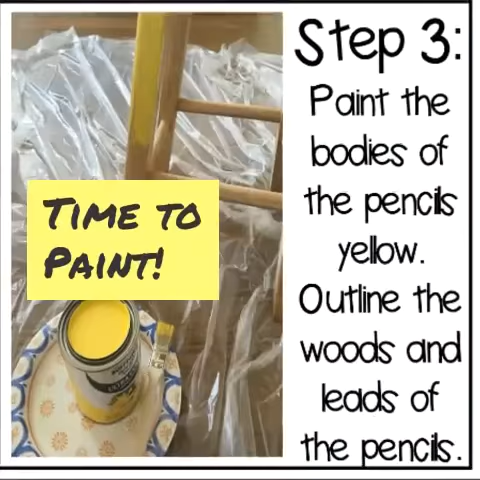 Step 3:
Paint the
bodies of
the pencils
yellow.
Outline the
woods and
leads of
the pencils.
TIME TO
PAINT!